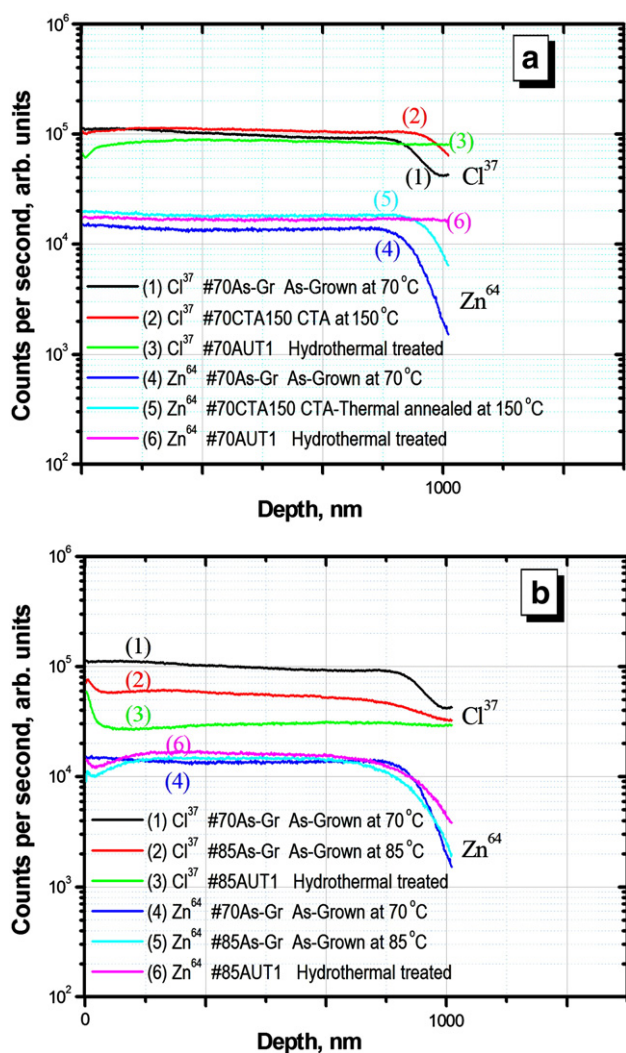 10^6
a
10^5
(2)
(3)
(1)
Cl^37
(5)
(6)
10^4
(4)
Zn^64
(1) Cl^37 #70As-Gr As-Grown at 70°C
(2) Cl^37 #70CTA150 CTA at 150°C
10^3
(3) Cl^37 #70AUT1 Hydrothermal treated
(4) Zn^64 #70As-Gr As-Grown at 70°C
(5) Zn^64 #70CTA150 CTA-Thermal annealed at 150°C
(6) Zn^64 #70AUT1 Hydrothermal treated
10^2
1000
Depth, nm
Counts per second, arb. units
10^6
b
(1)
10^5
(2)
Cl^37
(3)
(6)
10^4
(4)
Zn^64
(1) Cl^37 #70As-Gr As-Grown at 70°C
(2) Cl^37 #85As-Gr As-Grown at 85°C
10^3
(3) Cl^37 #85AUT1 Hydrothermal treated
(4) Zn^64 #70As-Gr As-Grown at 70°C
(5) Zn^64 #85As-Gr As-Grown at 85°C
(6) Zn^64 #85AUT1 Hydrothermal treated
10^2
0
1000
Depth, nm
Counts per second, arb. units